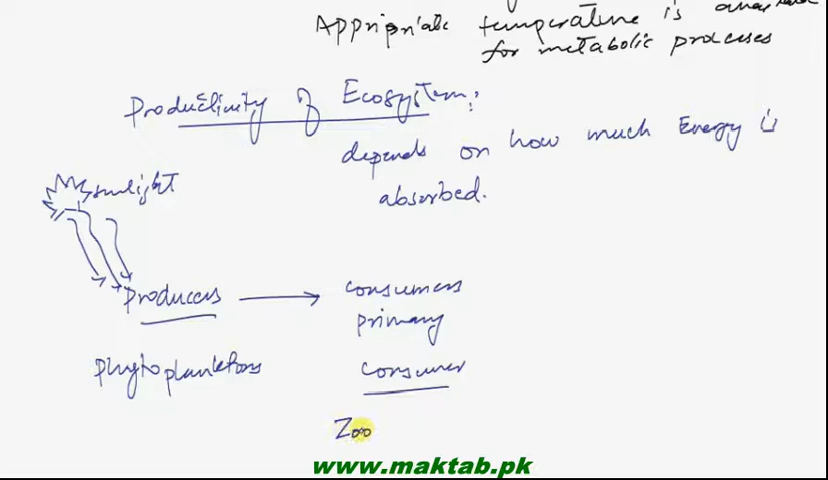 Appripriate temperature is
for metabolic processes
Productivity of Ecosystem:
depends on how much Energy is
absorbed.
sunlight
Producers → consumers
primary
Phytoplanktons consumer
Zoo
www.maktab.pk